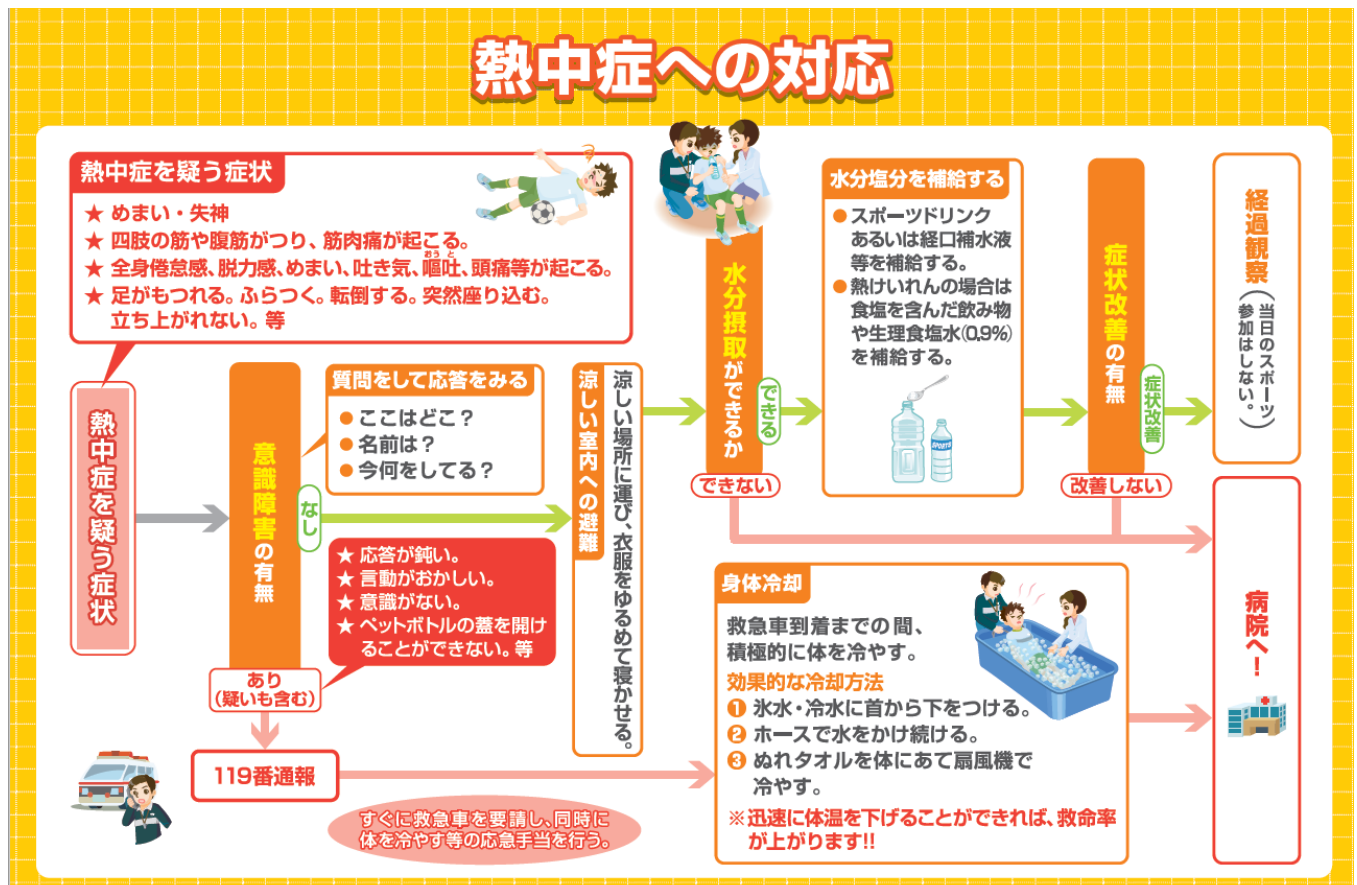 熱中症への対応
熱中症を疑う症状
★ めまい・失神
★ 四肢の筋や腹筋がつり、筋肉痛が起こる。
おう と
★ 全身倦怠感、脱力感、めまい、吐き気、嘔吐、頭痛等が起こる。
★ 足がもつれる。ふらつく。転倒する。突然座り込む。
立ち上がれない。等
熱中症を疑う症状
意識障害の有無
質問をして応答をみる
● ここはどこ？
● 名前は？
● 今何をしてる？
なし
★ 応答が鈍い。
★ 言動がおかしい。
★ 意識がない。
★ ペットボトルの蓋を開け
ることができない。等
あり
（疑いも含む）
119番通報
すぐに救急車を要請し、同時に
体を冷やす等の応急手当を行う。
涼しい室内への避難
涼しい場所に運び、衣服をゆるめて寝かせる。
水分摂取ができるか
できる
できない
水分塩分を補給する
● スポーツドリンク
あるいは経口補水液
等を補給する。
● 熱けいれんの場合は
食塩を含んだ飲み物
や生理食塩水(0.9%)
を補給する。
SPORTS
症状改善の有無
症状改善
改善しない
経過観察
（当日のスポーツ
参加はしない。）
身体冷却
救急車到着までの間、
積極的に体を冷やす。
効果的な冷却方法
❶ 氷水・冷水に首から下をつける。
❷ ホースで水をかけ続ける。
❸ ぬれタオルを体にあて扇風機で
冷やす。
※迅速に体温を下げることができれば、救命率
が上がります!!
病院へ！